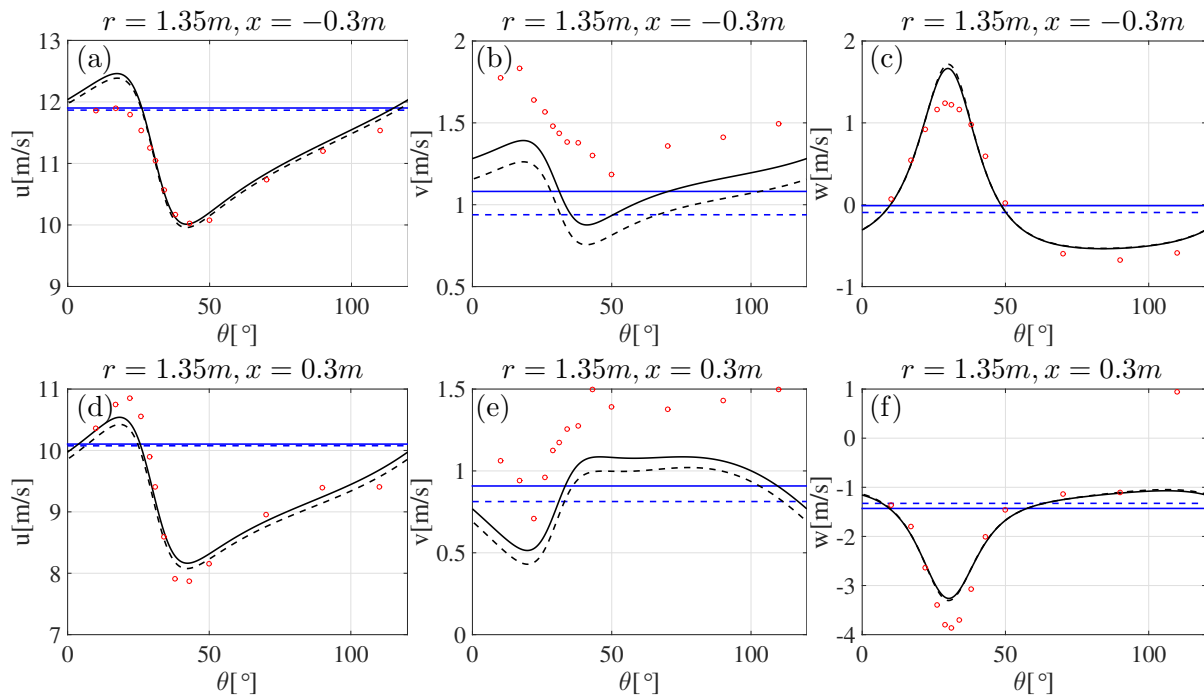 r = 1.35m, x = −0.3m
r = 1.35m, x = −0.3m
r = 1.35m, x = −0.3m
(a)
(b)
(c)
13
12
11
10
9
u[m/s]
0
50
100
θ[°]
2
1.5
1
0.5
v[m/s]
0
50
100
θ[°]
2
1
0
-1
w[m/s]
0
50
100
θ[°]
r = 1.35m, x = 0.3m
r = 1.35m, x = 0.3m
r = 1.35m, x = 0.3m
(d)
(e)
(f)
11
10
9
8
7
u[m/s]
0
50
100
θ[°]
1.5
1
0.5
0
v[m/s]
0
50
100
θ[°]
1
0
-1
-2
-3
-4
w[m/s]
0
50
100
θ[°]